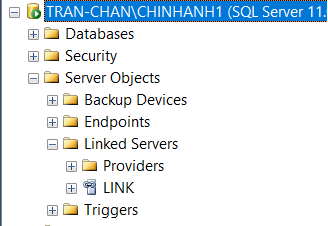 TRAN-CHAN\CHINHANH1 (SQL Server 11.
Databases
Security
Server Objects
Backup Devices
Endpoints
Linked Servers
Providers
LINK
Triggers